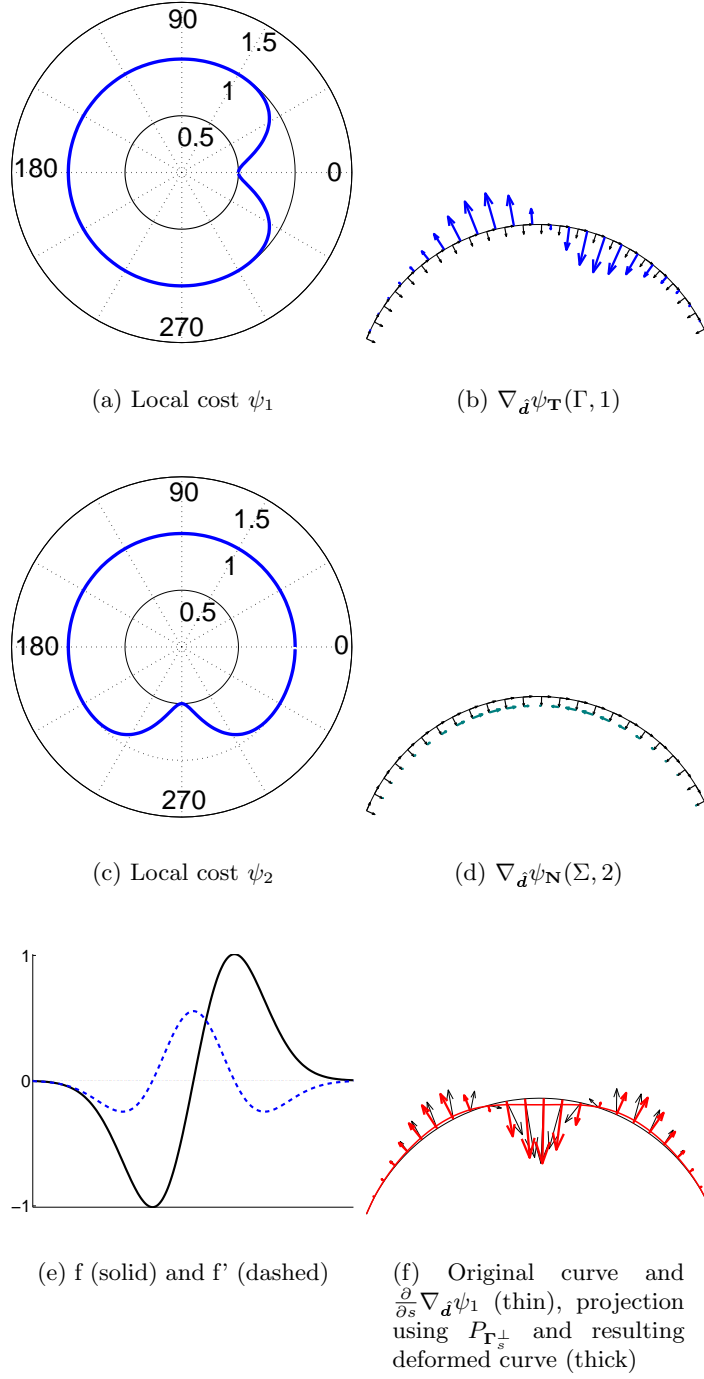 90
1.5
1
0.5
180
0
270
(a) Local cost ψ₁
(b) ∇_d̂ ψ_T(Γ, 1)
90
1.5
1
0.5
180
0
270
(c) Local cost ψ₂
(d) ∇_d̂ ψ_N(Σ, 2)
1
0
−1
(e) f (solid) and f' (dashed)
(f) Original curve and
∂/∂s ∇_d̂ ψ₁ (thin), projection
using P_Γₛ⊥ and resulting
deformed curve (thick)